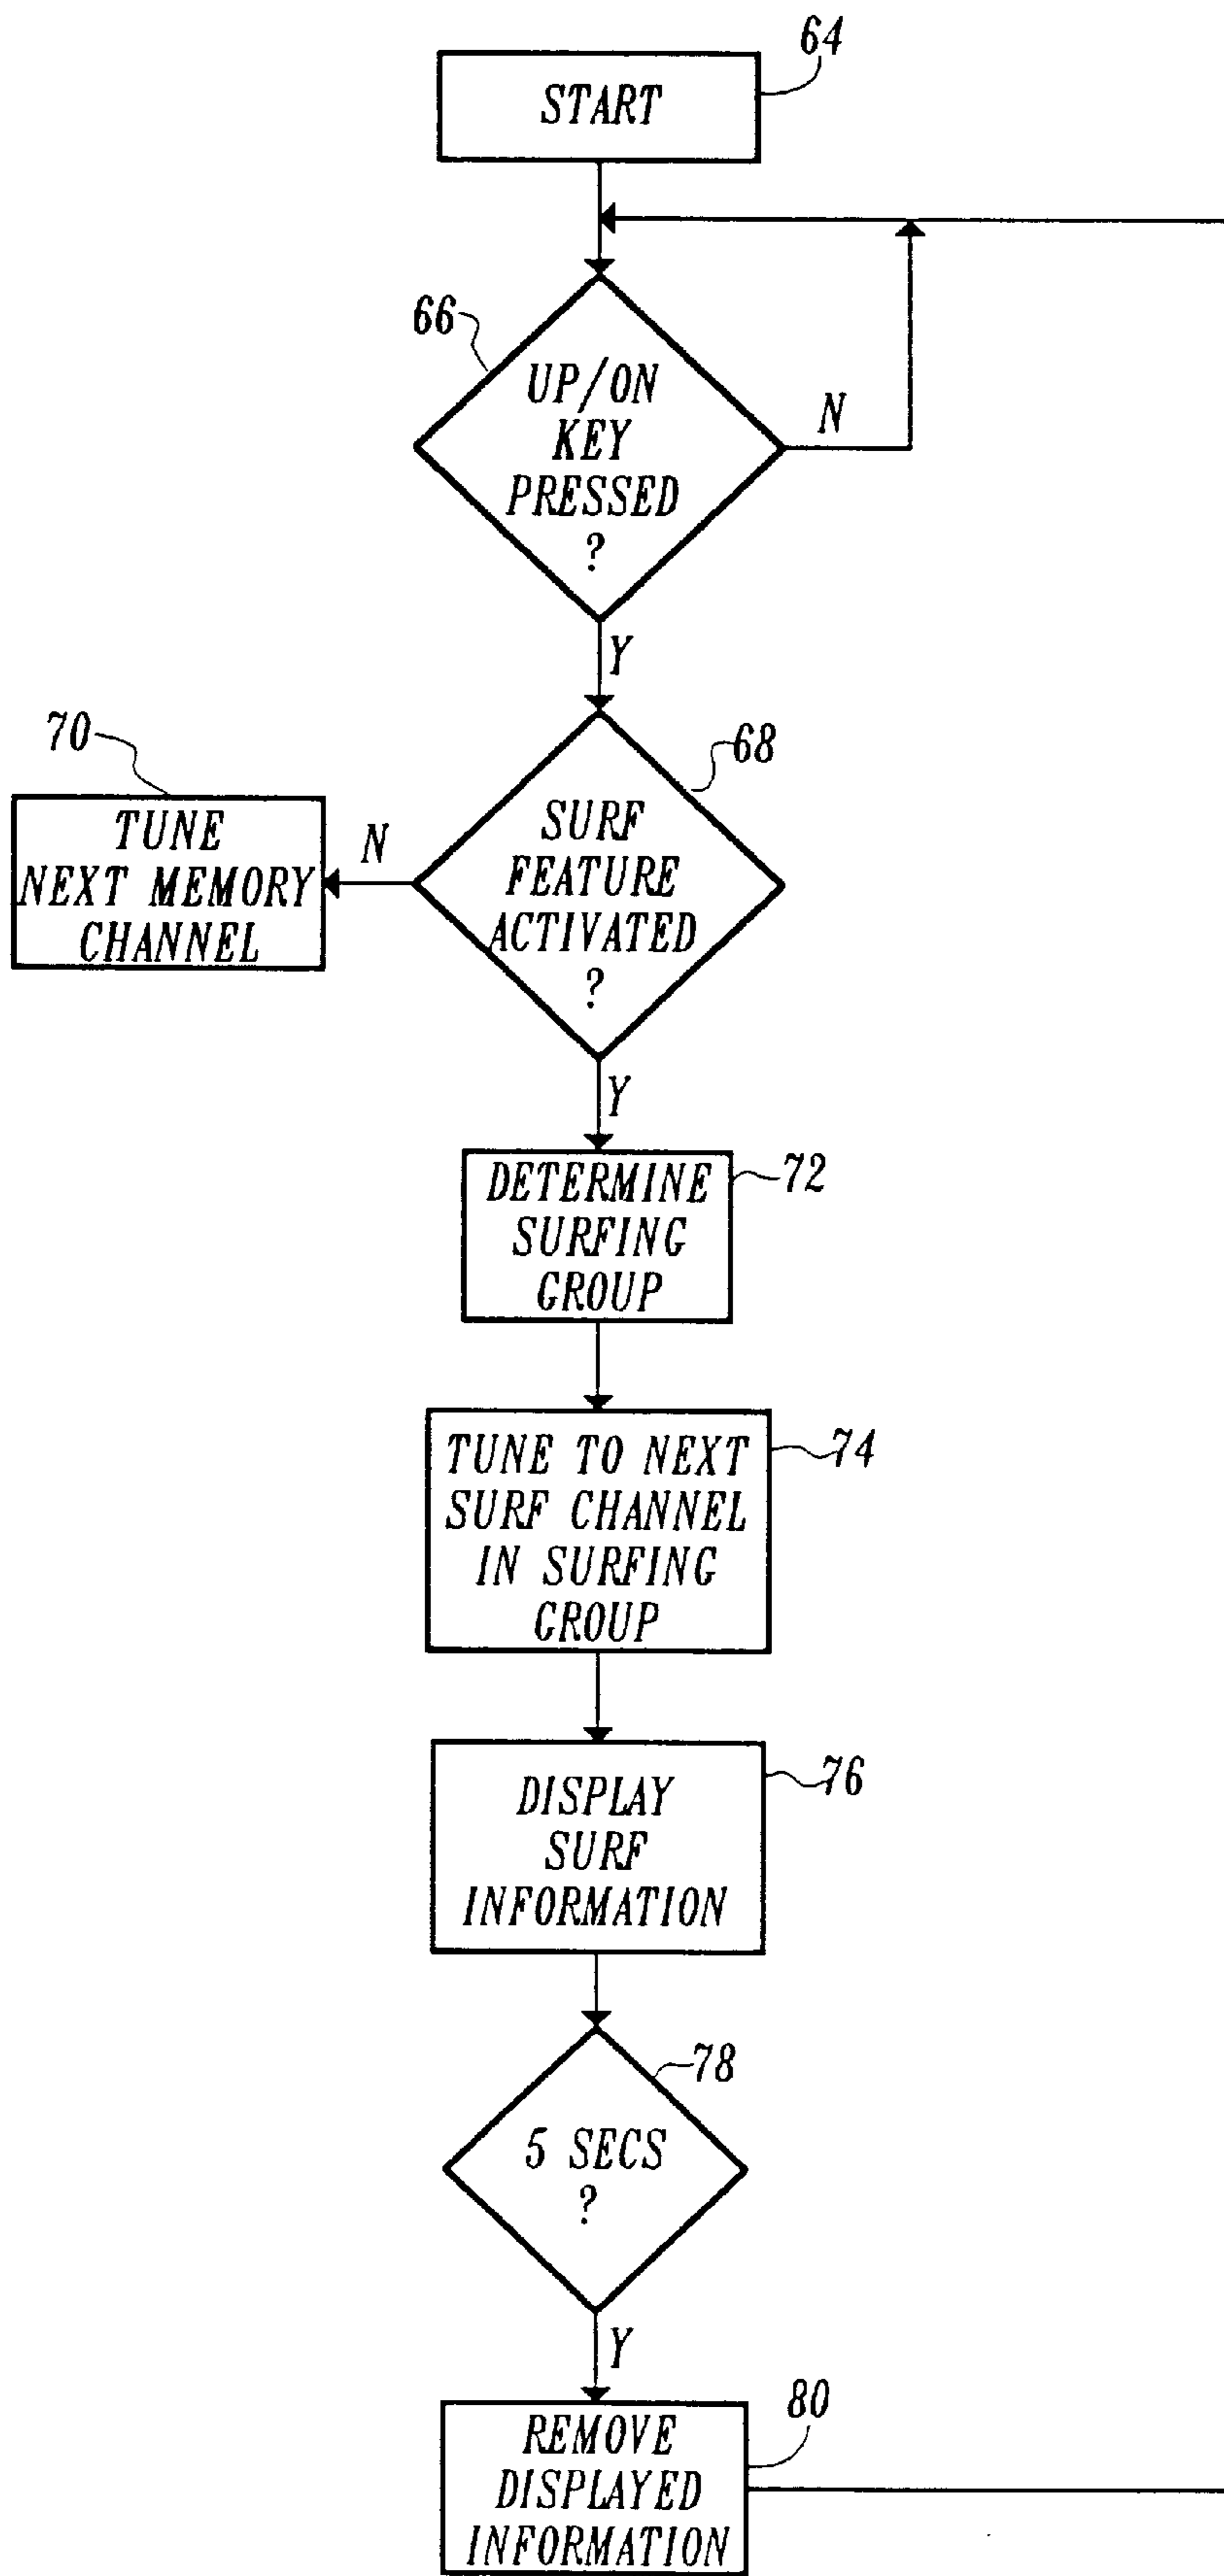 64
START
66
UP/ON
KEY
PRESSED
?
N
Y
68
SURF
FEATURE
ACTIVATED
?
N
70
TUNE
NEXT MEMORY
CHANNEL
Y
72
DETERMINE
SURFING
GROUP
74
TUNE TO NEXT
SURF CHANNEL
IN SURFING
GROUP
76
DISPLAY
SURF
INFORMATION
78
5 SECS
?
Y
80
REMOVE
DISPLAYED
INFORMATION